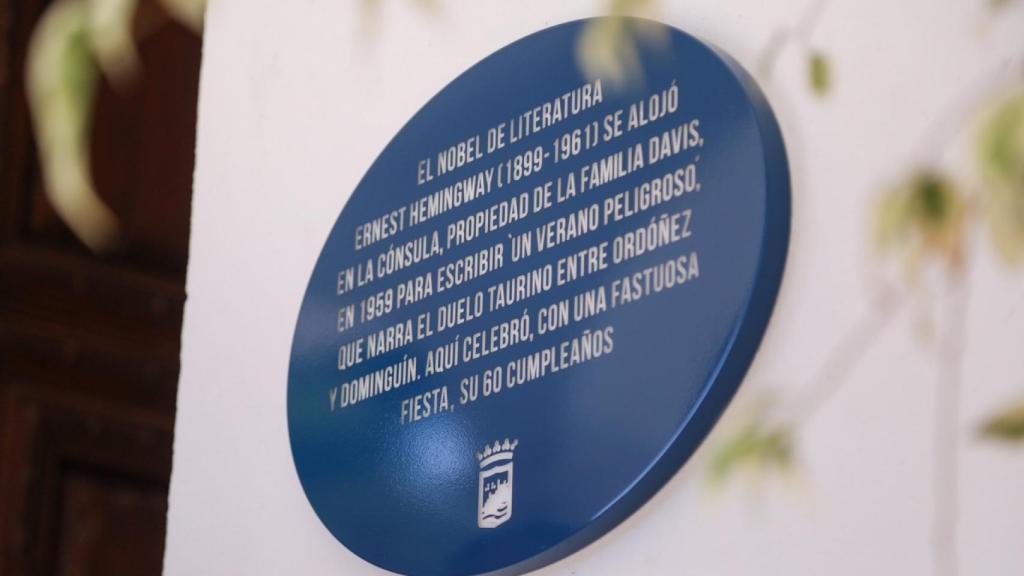 EL NOBEL DE LITERATURA
ERNEST HEMINGWAY (1899-1961) SE ALOJÓ
EN LA CÓNSULA, PROPIEDAD DE LA FAMILIA DAVIS,
EN 1959 PARA ESCRIBIR 'UN VERANO PELIGROSO',
QUE NARRA EL DUELO TAURINO ENTRE ORDÓÑEZ
Y DOMINGUÍN. AQUÍ CELEBRÓ, CON UNA FASTUOSA
FIESTA, SU 60 CUMPLEAÑOS